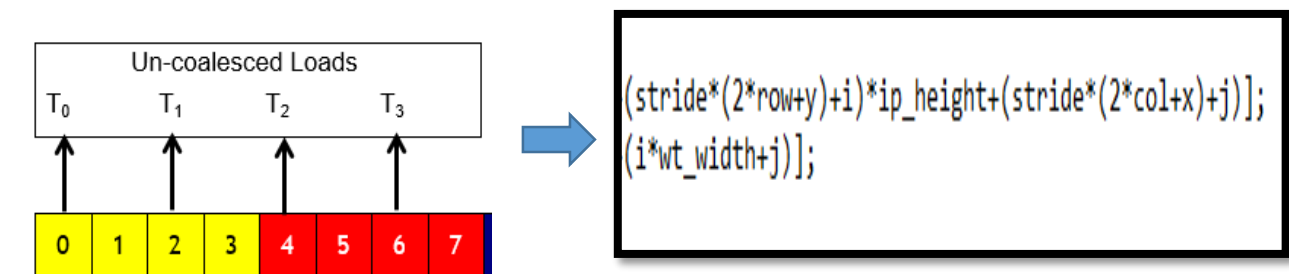 Un-coalesced Loads
T₀ T₁ T₂ T₃
0 1 2 3 4 5 6 7
(stride*(2*row+y)+i)*ip_height+(stride*(2*col+x)+j)];
(i*wt_width+j)];